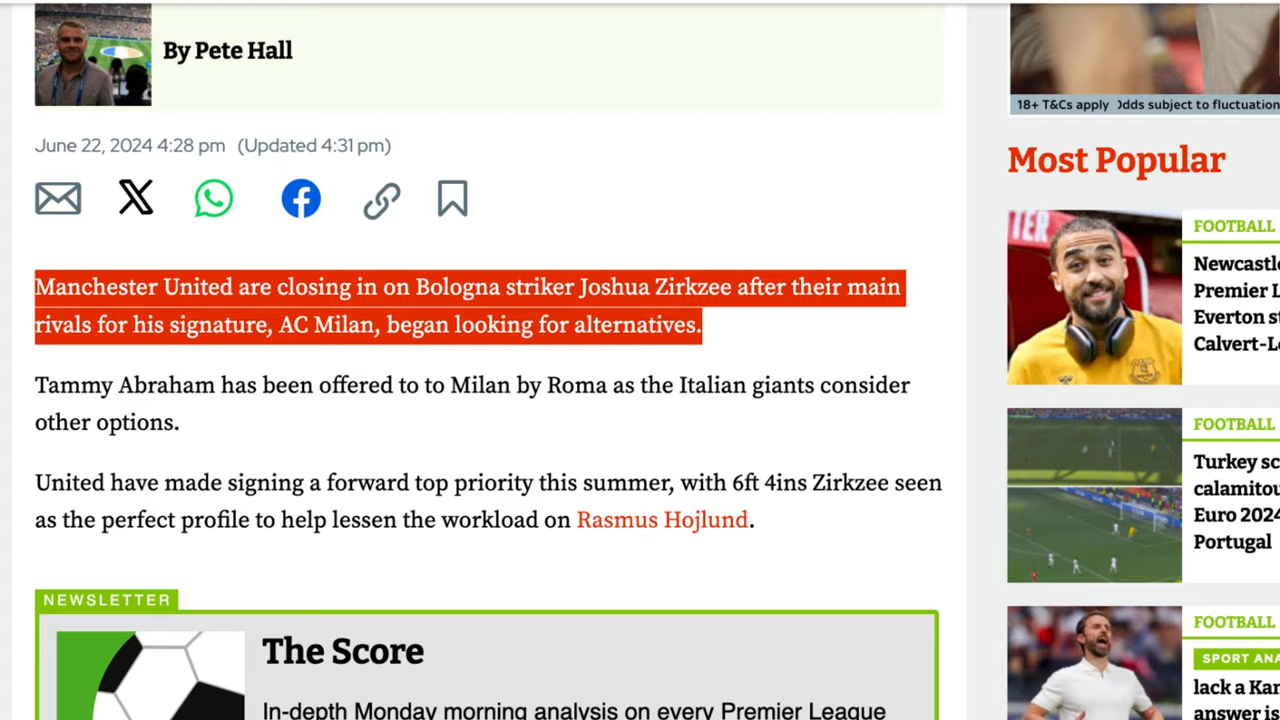 By Pete Hall
June 22, 2024 4:28 pm (Updated 4:31 pm)
Manchester United are closing in on Bologna striker Joshua Zirkzee after their main
rivals for his signature, AC Milan, began looking for alternatives.
Tammy Abraham has been offered to to Milan by Roma as the Italian giants consider
other options.
United have made signing a forward top priority this summer, with 6ft 4ins Zirkzee seen
as the perfect profile to help lessen the workload on Rasmus Hojlund.
NEWSLETTER
The Score
In-depth Monday morning analysis on every Premier League
18+ T&Cs apply Odds subject to fluctuation
Most Popular
FOOTBALL
Newcastle
Premier L
Everton st
Calvert-Le
FOOTBALL
Turkey sc
calamitou
Euro 2024
Portugal
FOOTBALL
SPORT ANA
lack a Kan
answer is